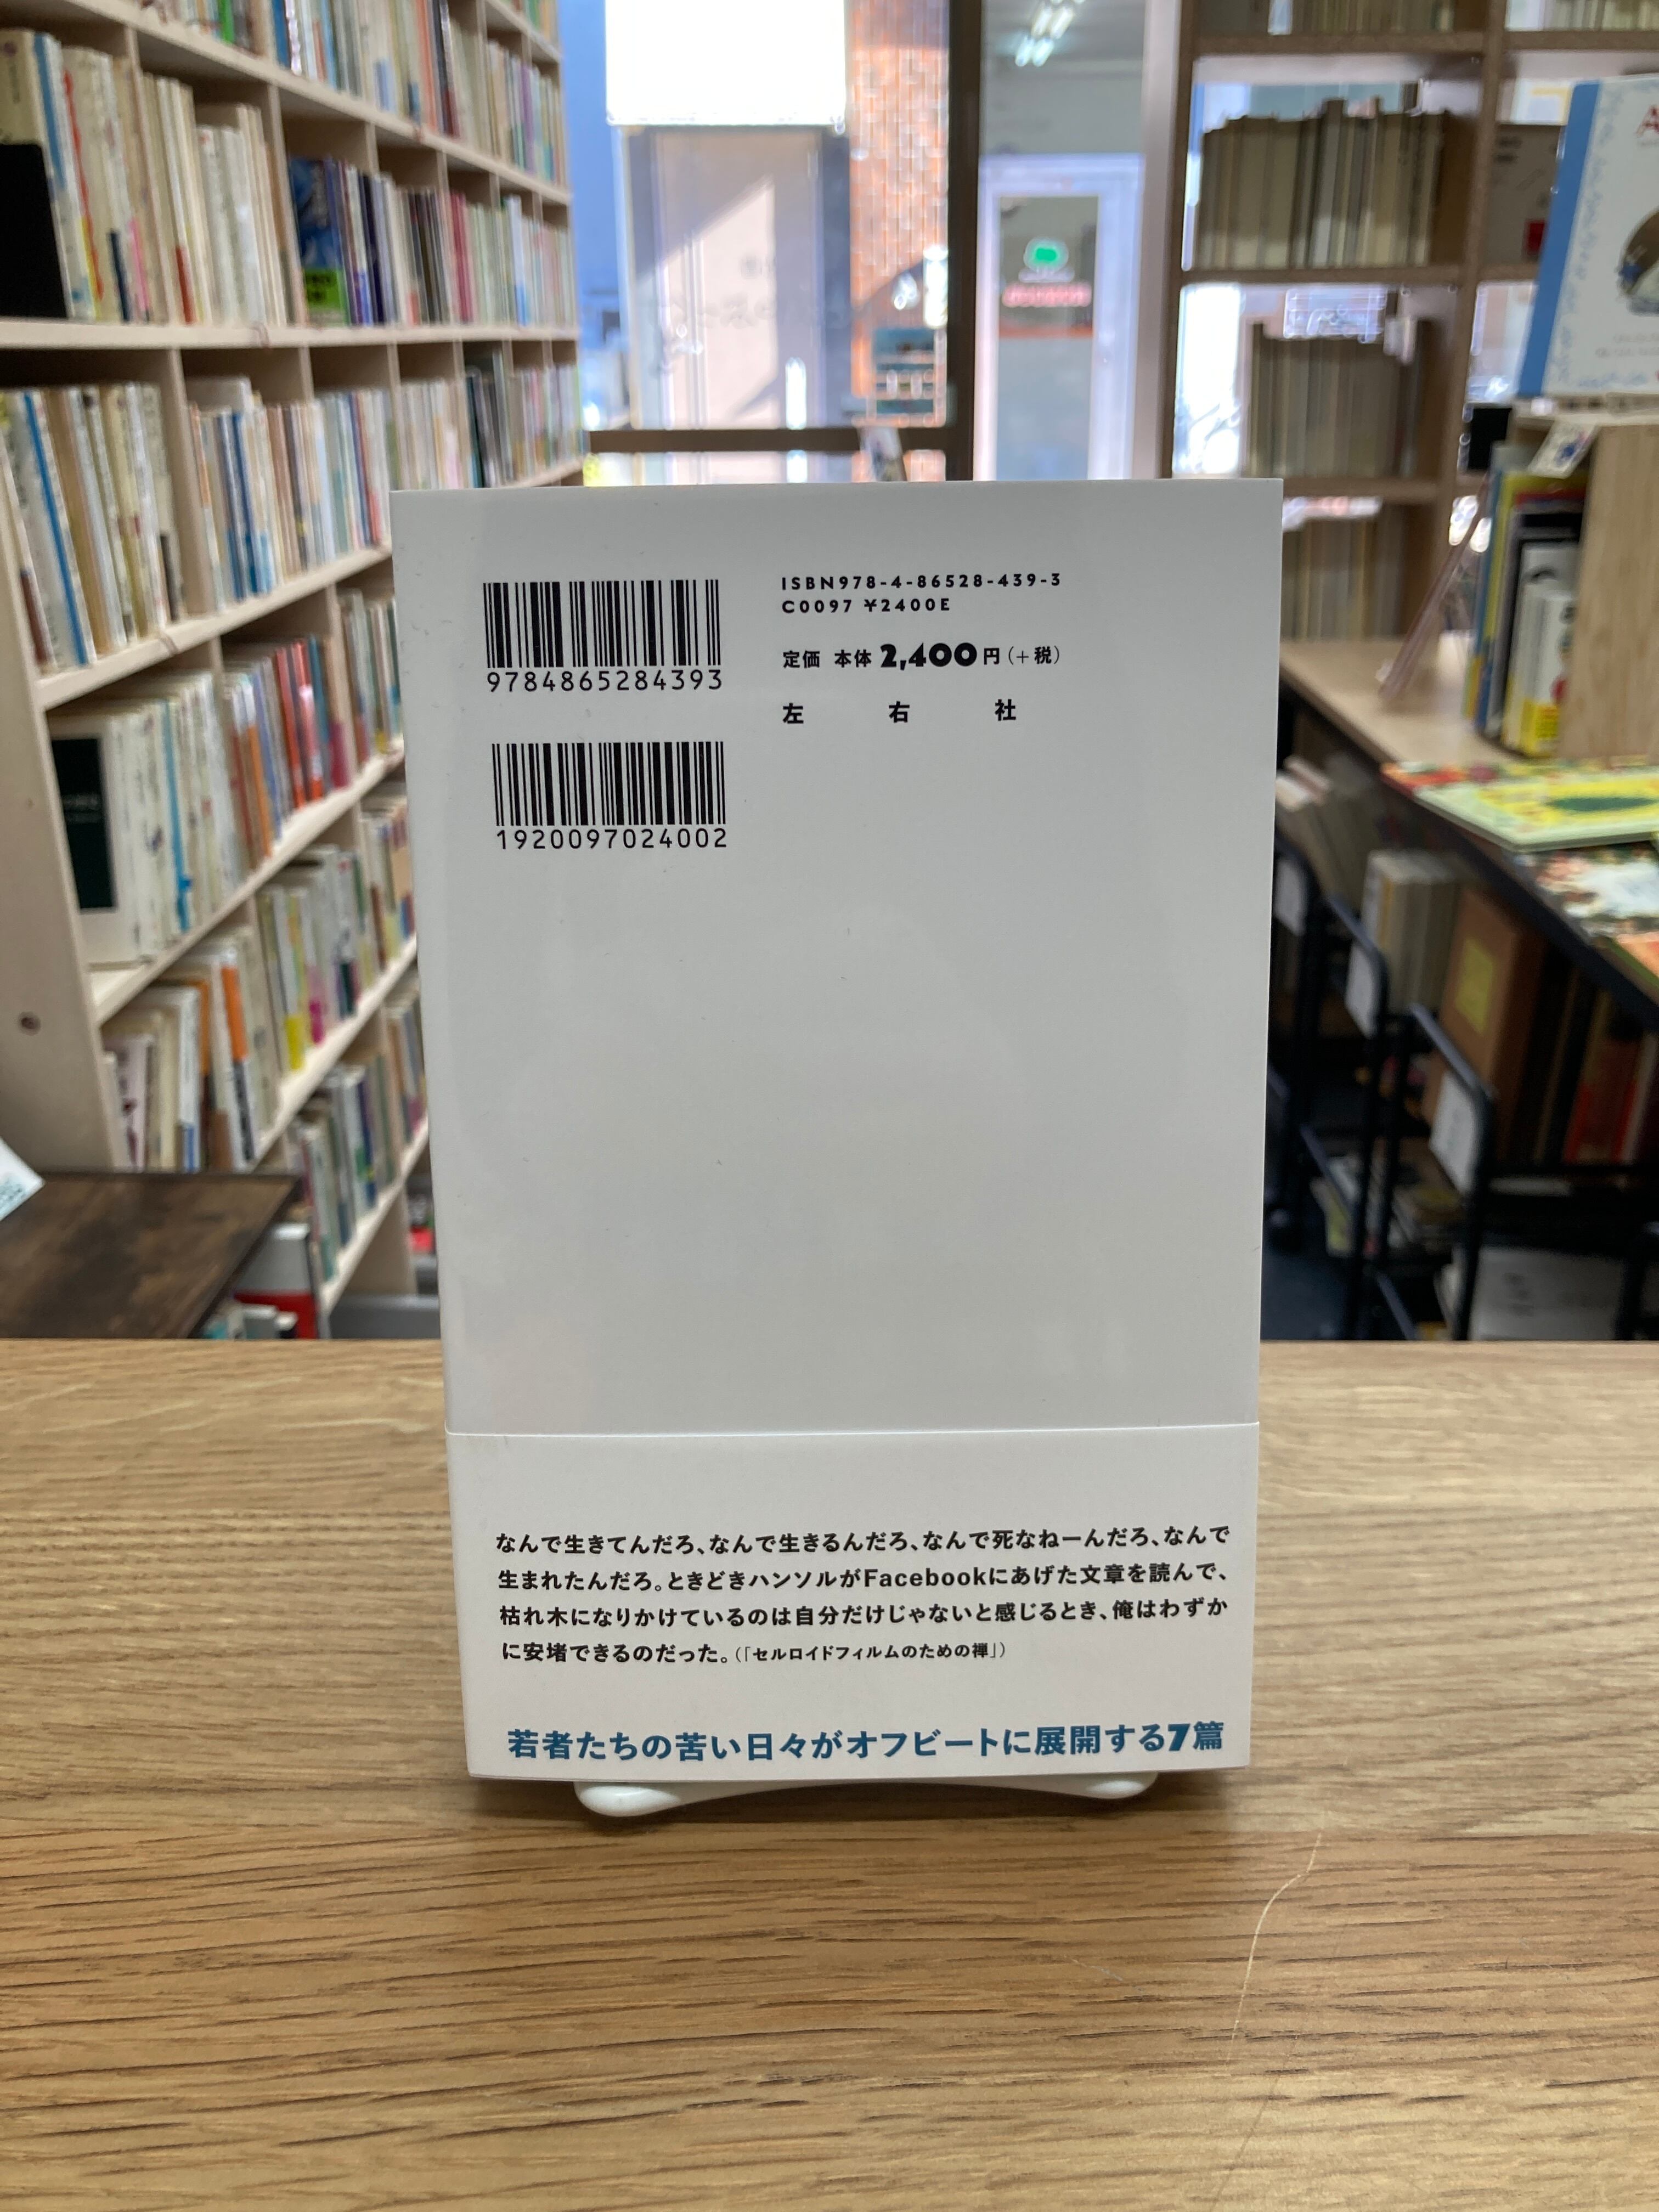 ISBN978-4-86528-439-3
C0097 ¥2400E
定価 本体2,400円(+税)
左右社
9784865284393
1920097024002
なんで生きてんだろ、なんで生きるんだろ、なんで死なねーんだろ、なんで
生まれたんだろ。ときどきハンソルがFacebookにあげた文章を読んで、
枯れ木になりかけているのは自分だけじゃないと感じるとき、俺はわずか
に安堵できるのだった。(「セルロイドフィルムのための禅」)
若者たちの苦い日々がオフビートに展開する7篇